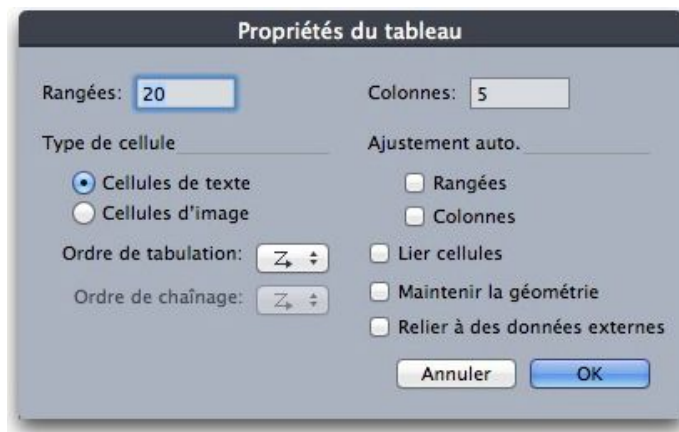 Propriétés du tableau
Rangées: 20
Colonnes: 5
Type de cellule
Ajustement auto.
Cellules de texte
Rangées
Cellules d'image
Colonnes
Ordre de tabulation:
Lier cellules
Ordre de chaînage:
Maintenir la géométrie
Relier à des données externes
Annuler
OK